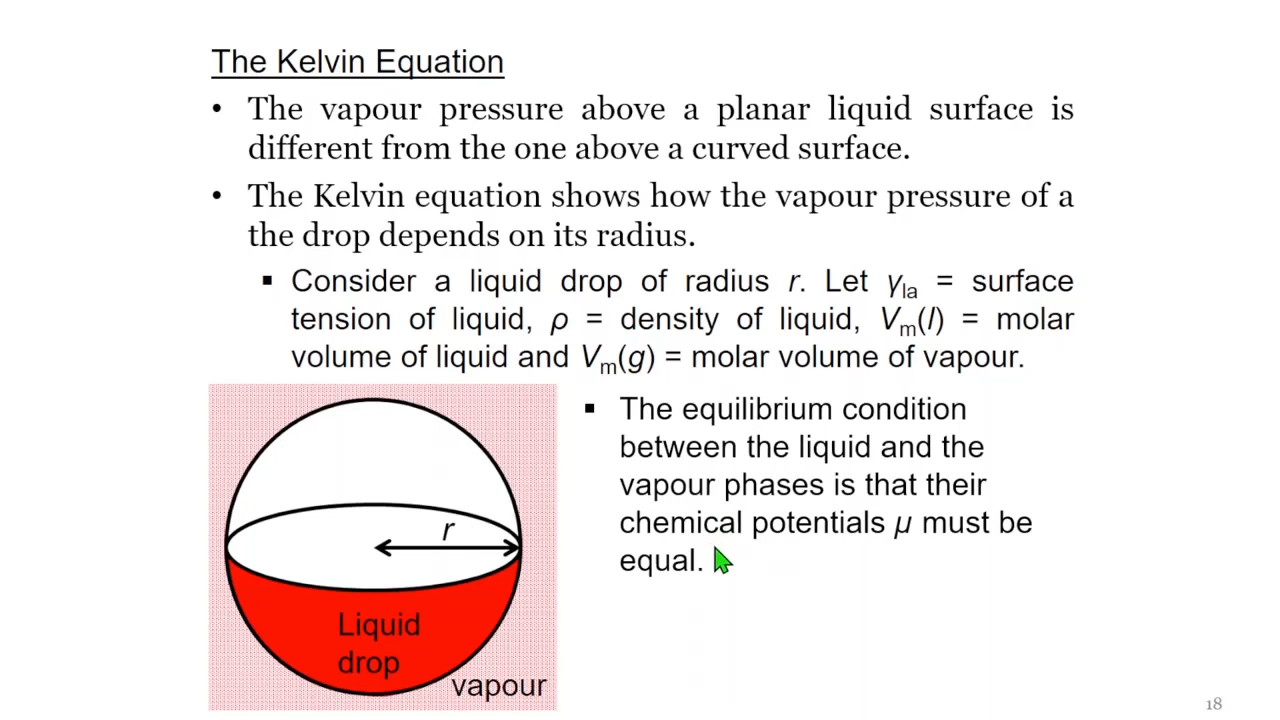 The Kelvin Equation
• The vapour pressure above a planar liquid surface is
different from the one above a curved surface.
• The Kelvin equation shows how the vapour pressure of a
the drop depends on its radius.
▪ Consider a liquid drop of radius r. Let γla = surface
tension of liquid, ρ = density of liquid, Vm(l) = molar
volume of liquid and Vm(g) = molar volume of vapour.
▪ The equilibrium condition
between the liquid and the
vapour phases is that their
chemical potentials μ must be
equal.
r
Liquid
drop
vapour
18